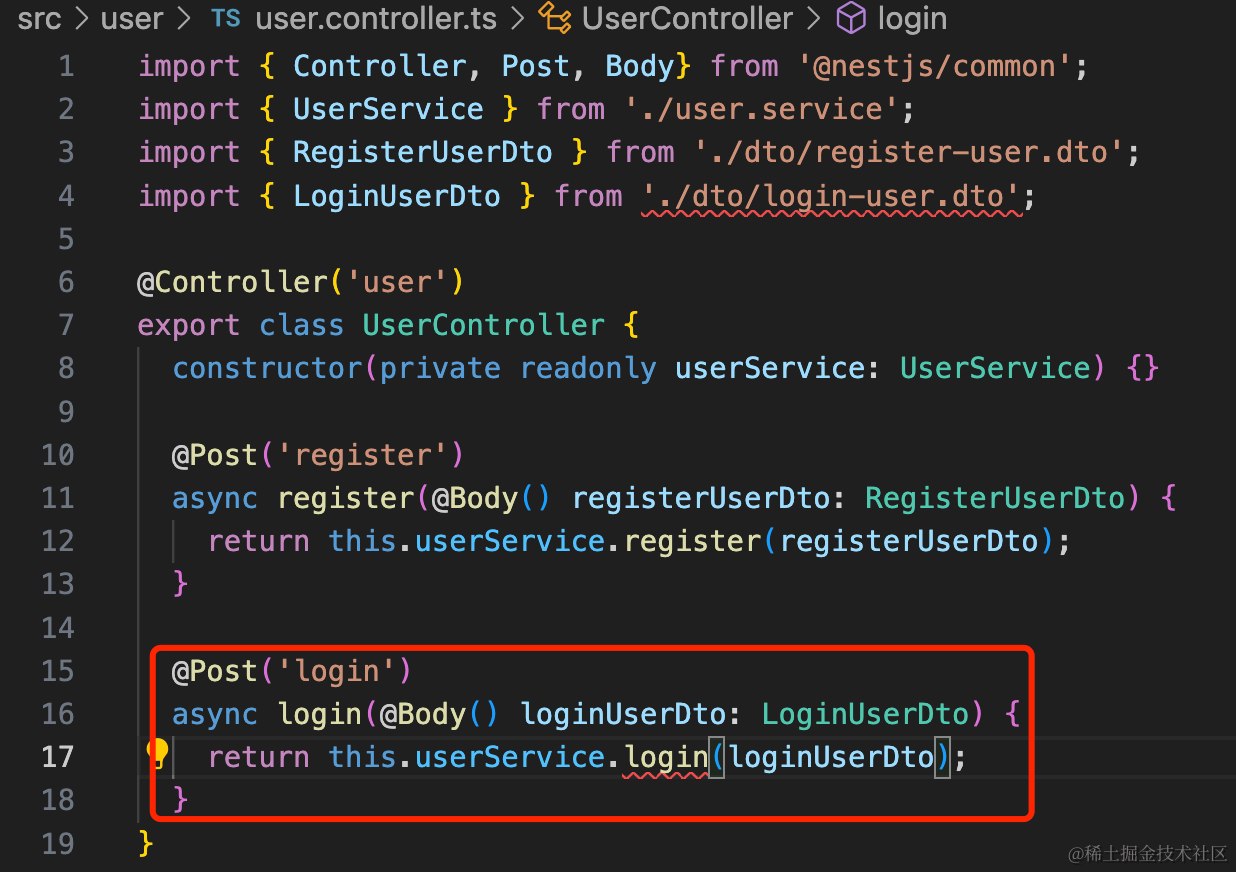 src > user > TS user.controller.ts > UserController > login
1 import { Controller, Post, Body} from '@nestjs/common';
2 import { UserService } from './user.service';
3 import { RegisterUserDto } from './dto/register-user.dto';
4 import { LoginUserDto } from './dto/login-user.dto';
5
6 @Controller('user')
7 export class UserController {
8 constructor(private readonly userService: UserService) {}
9
10 @Post('register')
11 async register(@Body() registerUserDto: RegisterUserDto) {
12 return this.userService.register(registerUserDto);
13 }
14
15 @Post('login')
16 async login(@Body() loginUserDto: LoginUserDto) {
17 return this.userService.login(loginUserDto);
18 }
19 }
@稀土掘金技术社区